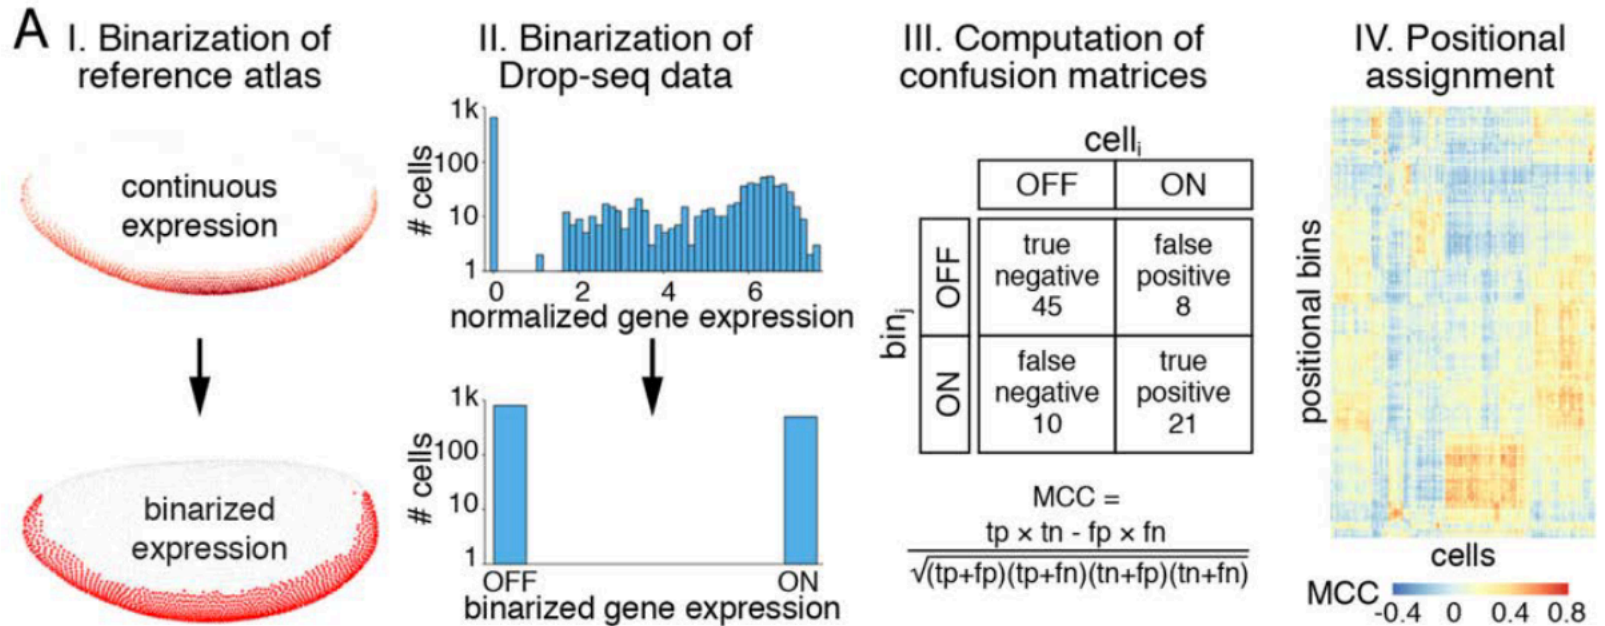 A
I. Binarization of
reference atlas
continuous
expression
binarized
expression
II. Binarization of
Drop-seq data
# cells
1k
100
10
1
0 2 4 6
normalized gene expression
# cells
1k
100
10
1
OFF ON
binarized gene expression
III. Computation of
confusion matrices
cellᵢ
OFF ON
binⱼ
OFF
true
negative
45
false
positive
8
ON
false
negative
10
true
positive
21
MCC =
tp × tn - fp × fn
√(tp+fp)(tp+fn)(tn+fp)(tn+fn)
IV. Positional
assignment
positional bins
cells
MCC
-0.4 0 0.4 0.8